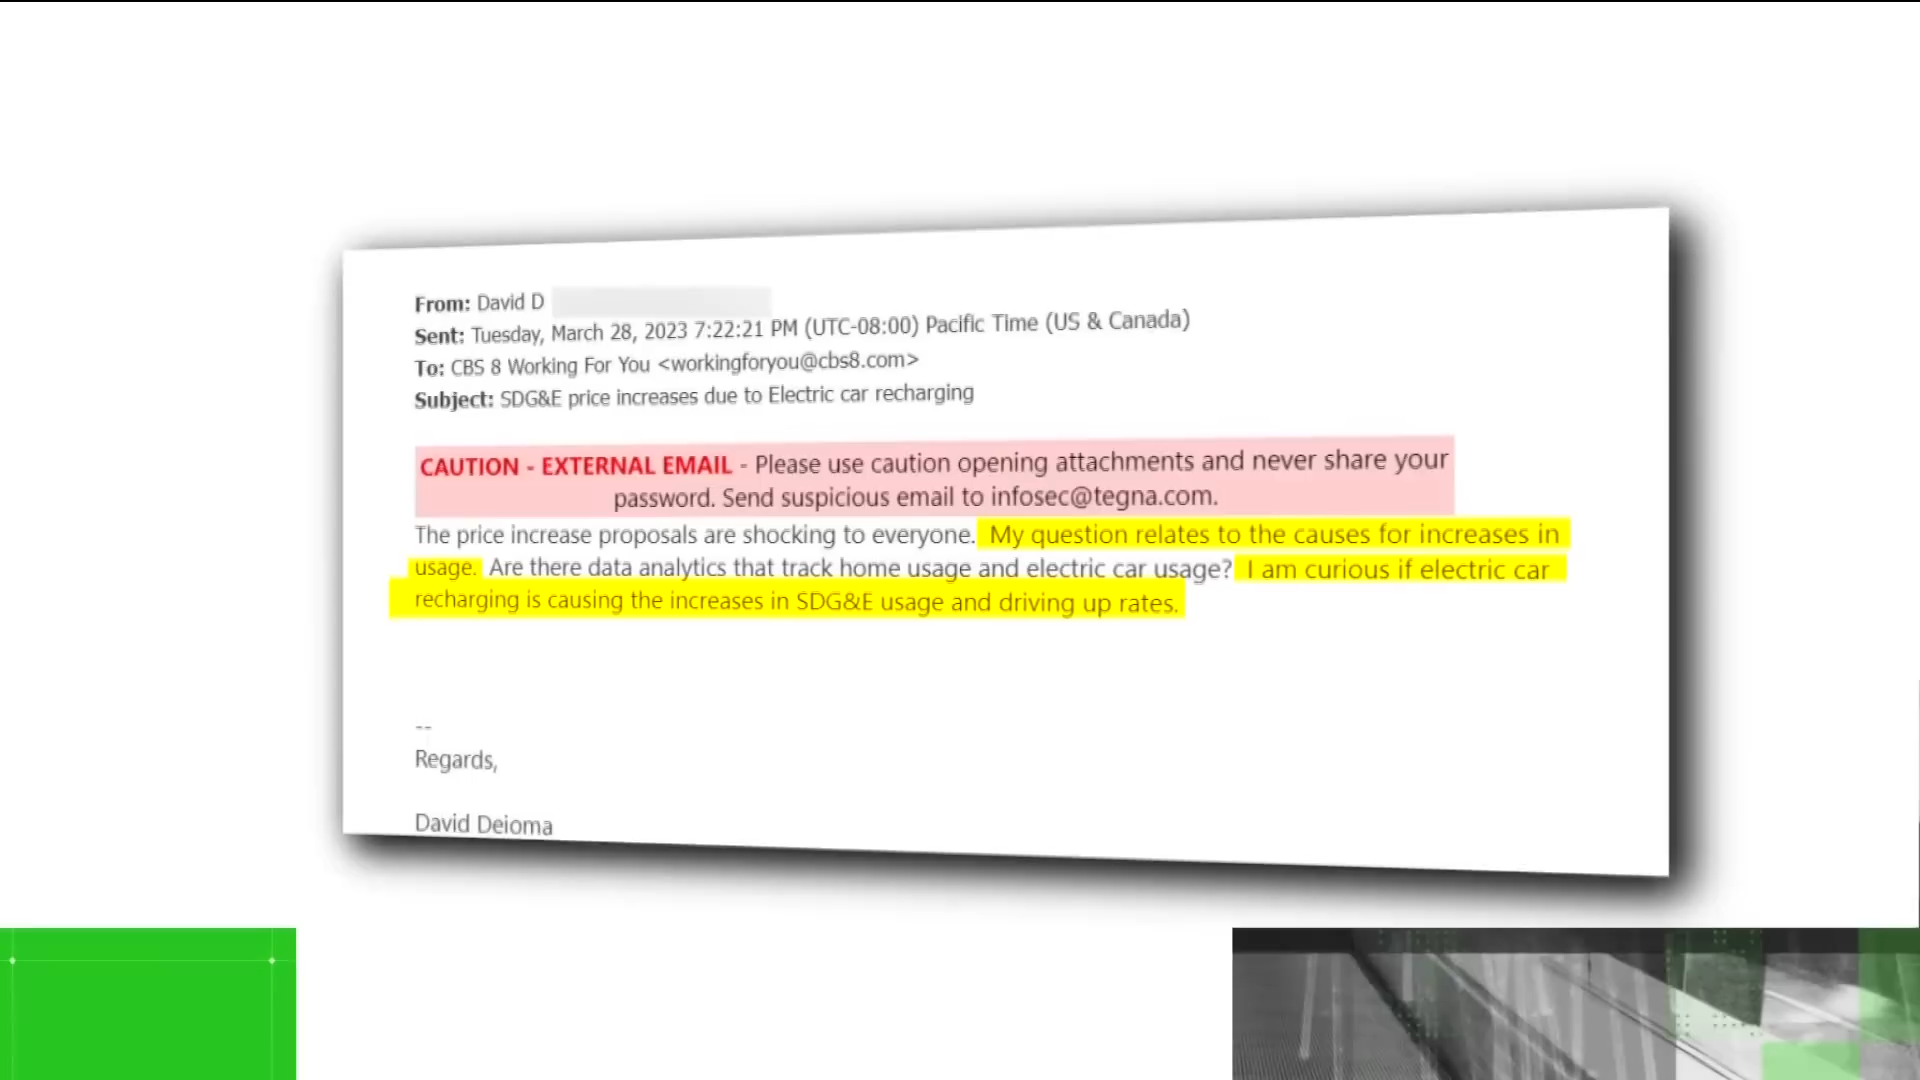 From: David D
Sent: Tuesday, March 28, 2023 7:22:21 PM (UTC-08:00) Pacific Time (US & Canada)
To: CBS 8 Working For You <workingforyou@cbs8.com>
Subject: SDG&E price increases due to Electric car recharging
CAUTION - EXTERNAL EMAIL - Please use caution opening attachments and never share your
password. Send suspicious email to infosec@tegna.com.
The price increase proposals are shocking to everyone. My question relates to the causes for increases in
usage. Are there data analytics that track home usage and electric car usage? I am curious if electric car
recharging is causing the increases in SDG&E usage and driving up rates.
--
Regards,
David Deioma